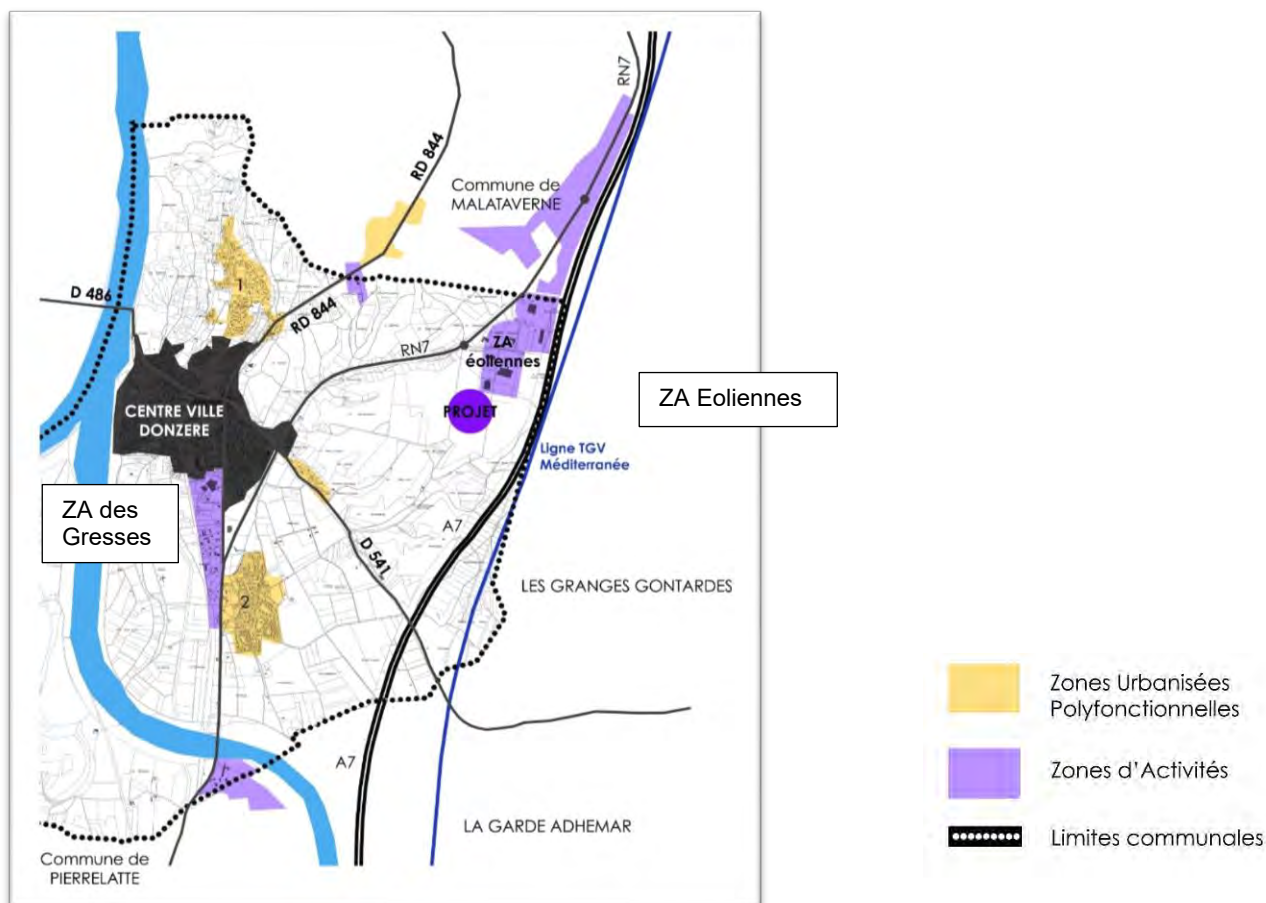 RN7
RD 844
Commune de
MALATAVERNE
D 486
1
RD 844
RN7
ZA
éoliennes
ZA Eoliennes
CENTRE VILLE
DONZERE
PROJET
Ligne TGV
Méditerranée
ZA des
Gresses
A7
D 541
LES GRANGES GONTARDES
2
Zones Urbanisées
Polyfonctionnelles
A7
Zones d'Activités
LA GARDE ADHEMAR
Limites communales
Commune de
PIERRELATTE